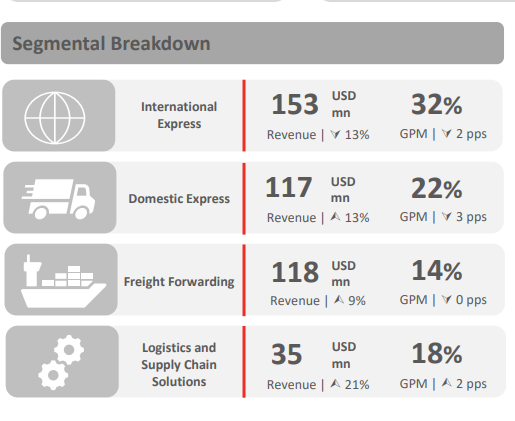 Segmental Breakdown
International
Express
153 USD
mn
Revenue | ⮟ 13%
32%
GPM | ⮟ 2 pps
Domestic Express
117 USD
mn
Revenue | ⮝ 13%
22%
GPM | ⮟ 3 pps
Freight Forwarding
118 USD
mn
Revenue | ⮝ 9%
14%
GPM | ⮟ 0 pps
Logistics and
Supply Chain
Solutions
35 USD
mn
Revenue | ⮝ 21%
18%
GPM | ⮝ 2 pps